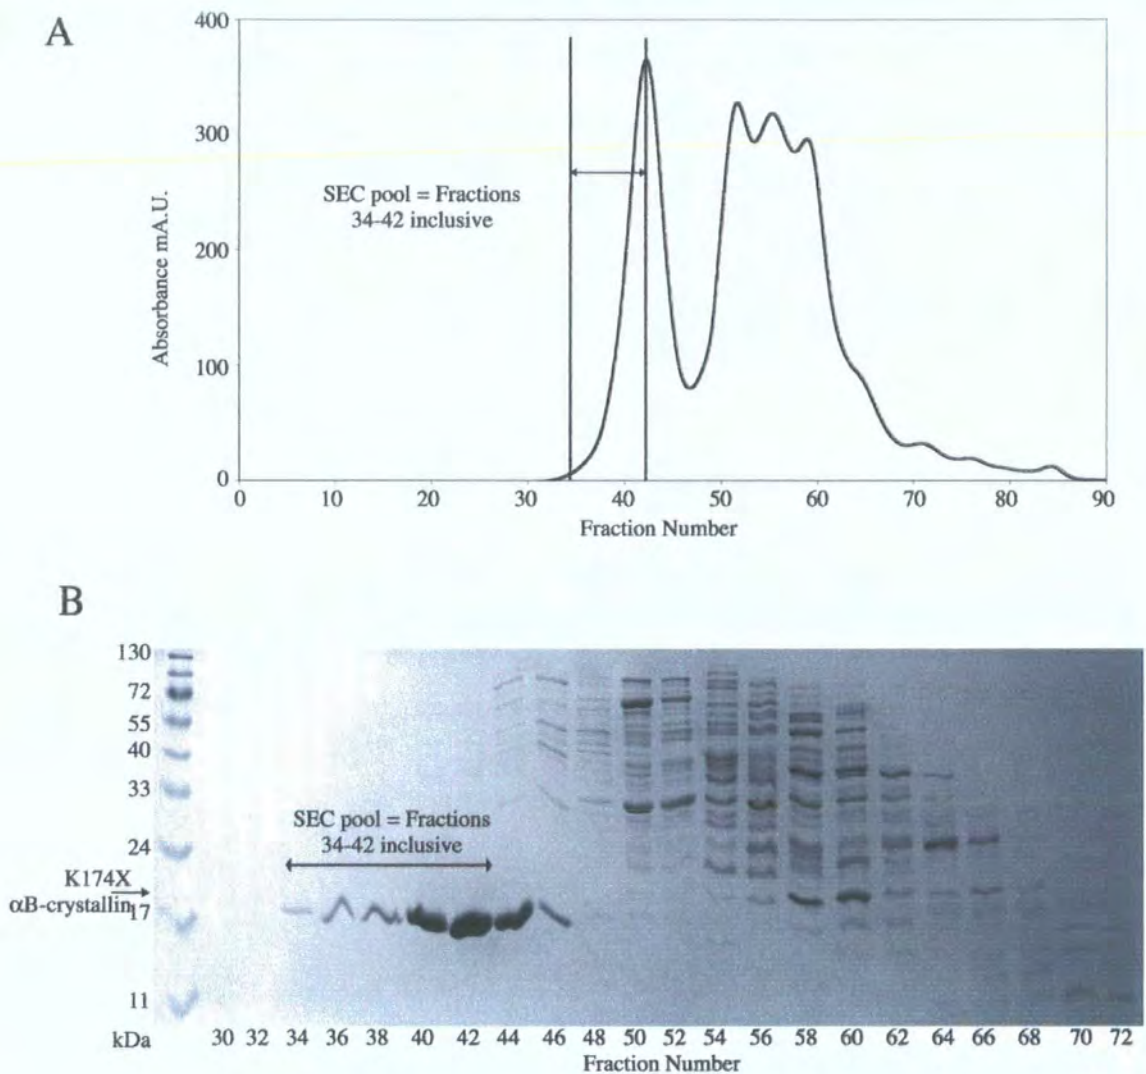 A
400
300
200
100
0
Absorbance mA.U.
SEC pool = Fractions
34-42 inclusive
0 10 20 30 40 50 60 70 80 90
Fraction Number
B
130
72
55
40
33
24
17
11
kDa
K174X
αB-crystallin
SEC pool = Fractions
34-42 inclusive
30 32 34 36 38 40 42 44 46 48 50 52 54 56 58 60 62 64 66 68 70 72
Fraction Number